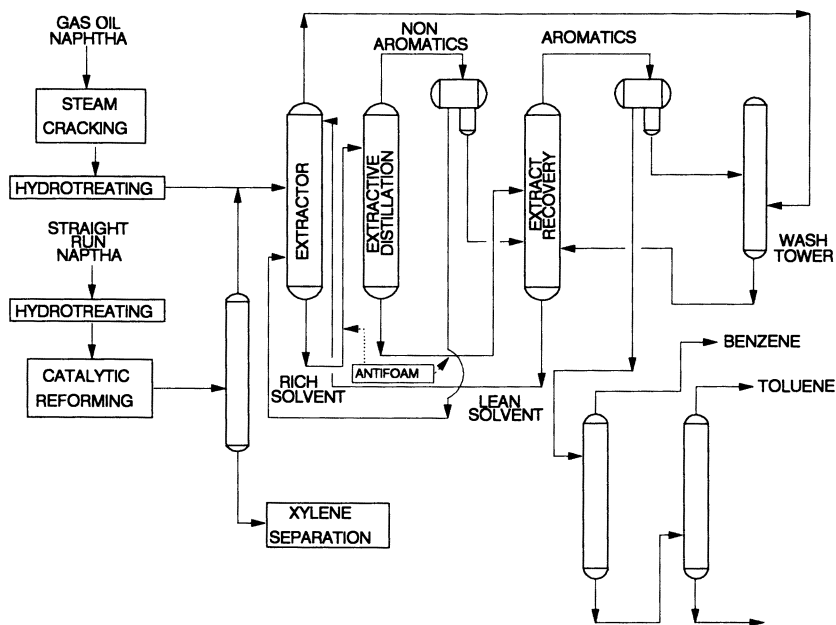 GAS OIL
NAPHTHA
STEAM
CRACKING
HYDROTREATING
STRAIGHT
RUN
NAPTHA
HYDROTREATING
CATALYTIC
REFORMING
XYLENE
SEPARATION
EXTRACTOR
RICH
SOLVENT
EXTRACTIVE
DISTILLATION
NON
AROMATICS
ANTIFOAM
LEAN
SOLVENT
EXTRACT
RECOVERY
AROMATICS
WASH
TOWER
BENZENE
TOLUENE